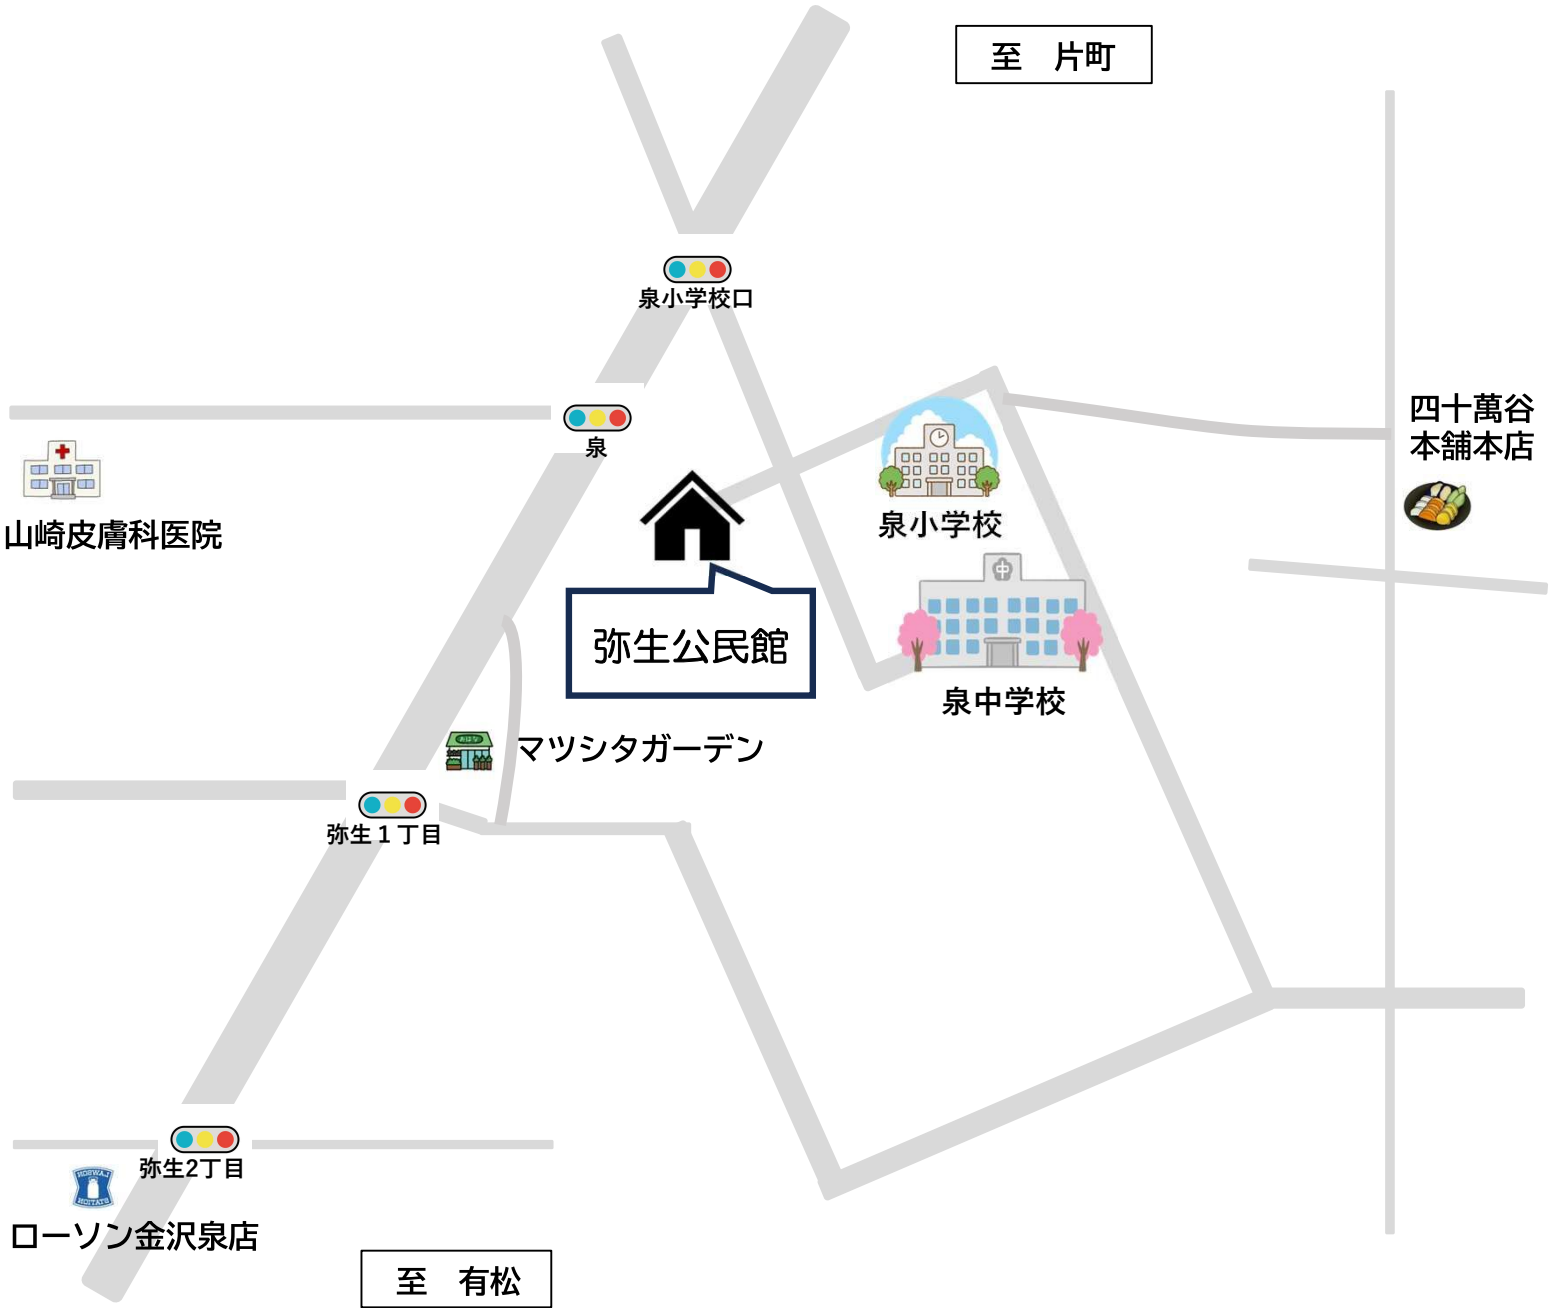 至　片町
泉小学校口
四十萬谷
本舗本店
泉
山崎皮膚科医院
泉小学校
中
弥生公民館
泉中学校
マツシタガーデン
弥生１丁目
弥生2丁目
LAWSON
STATION
ローソン金沢泉店
至　有松